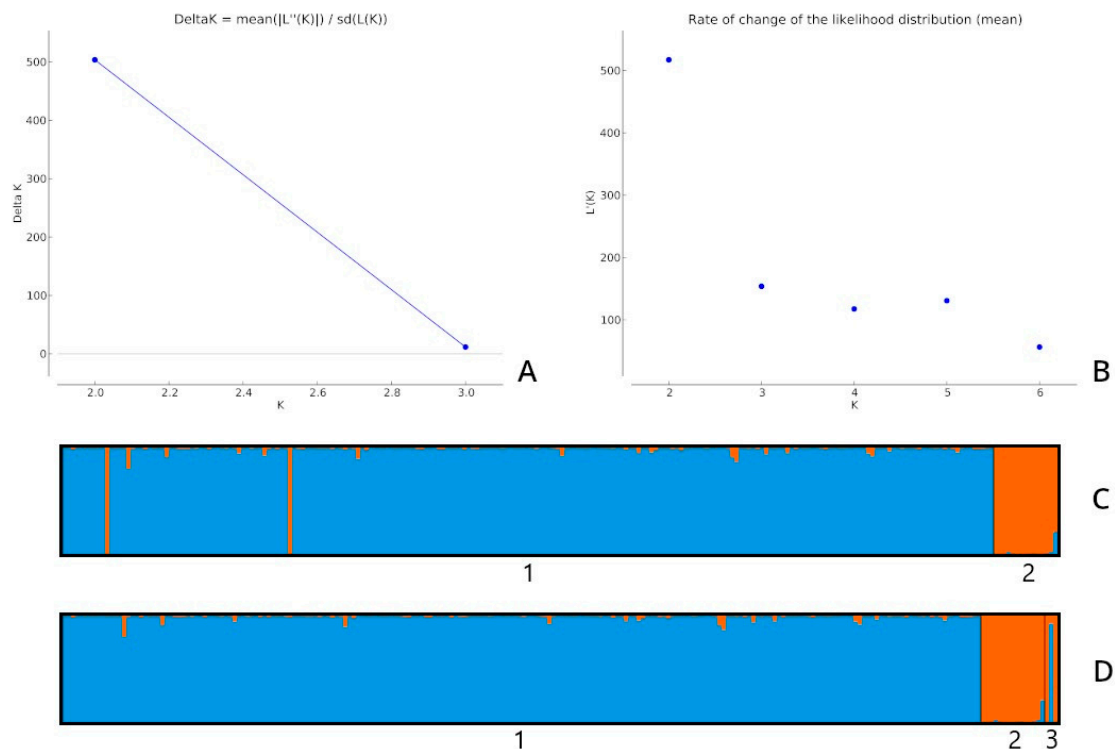 DeltaK = mean(|L''(K)|) / sd(L(K))
500
400
300
200
100
0
Delta K
2.0 2.2 2.4 2.6 2.8 3.0
K
A
Rate of change of the likelihood distribution (mean)
500
400
300
200
100
L'(K)
2 3 4 5 6
K
B
C
1 2
D
1 2 3